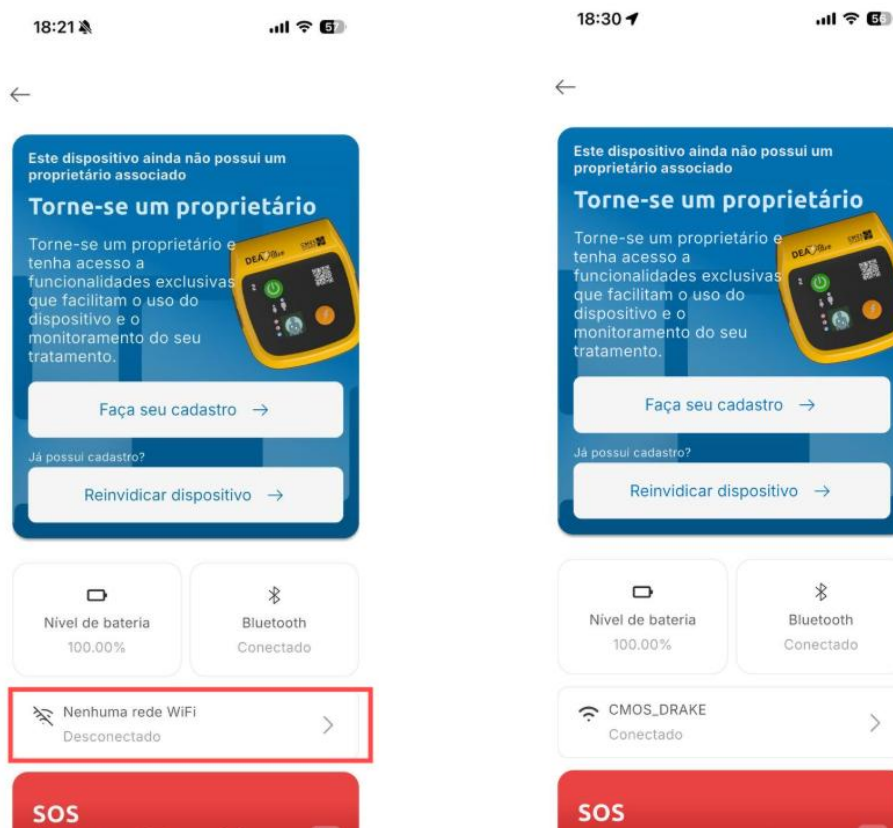 18:21
57
Este dispositivo ainda não possui um
proprietário associado
Torne-se um proprietário
Torne-se um proprietário e
tenha acesso a
funcionalidades exclusivas
que facilitam o uso do
dispositivo e o
monitoramento do seu
tratamento.
Faça seu cadastro →
Já possui cadastro?
Reinvidicar dispositivo →
Nível de bateria
100.00%
Bluetooth
Conectado
Nenhuma rede WiFi
Desconectado
SOS
18:30
56
Este dispositivo ainda não possui um
proprietário associado
Torne-se um proprietário
Torne-se um proprietário e
tenha acesso a
funcionalidades exclusivas
que facilitam o uso do
dispositivo e o
monitoramento do seu
tratamento.
Faça seu cadastro →
Já possui cadastro?
Reinvidicar dispositivo →
Nível de bateria
100.00%
Bluetooth
Conectado
CMOS_DRAKE
Conectado
SOS